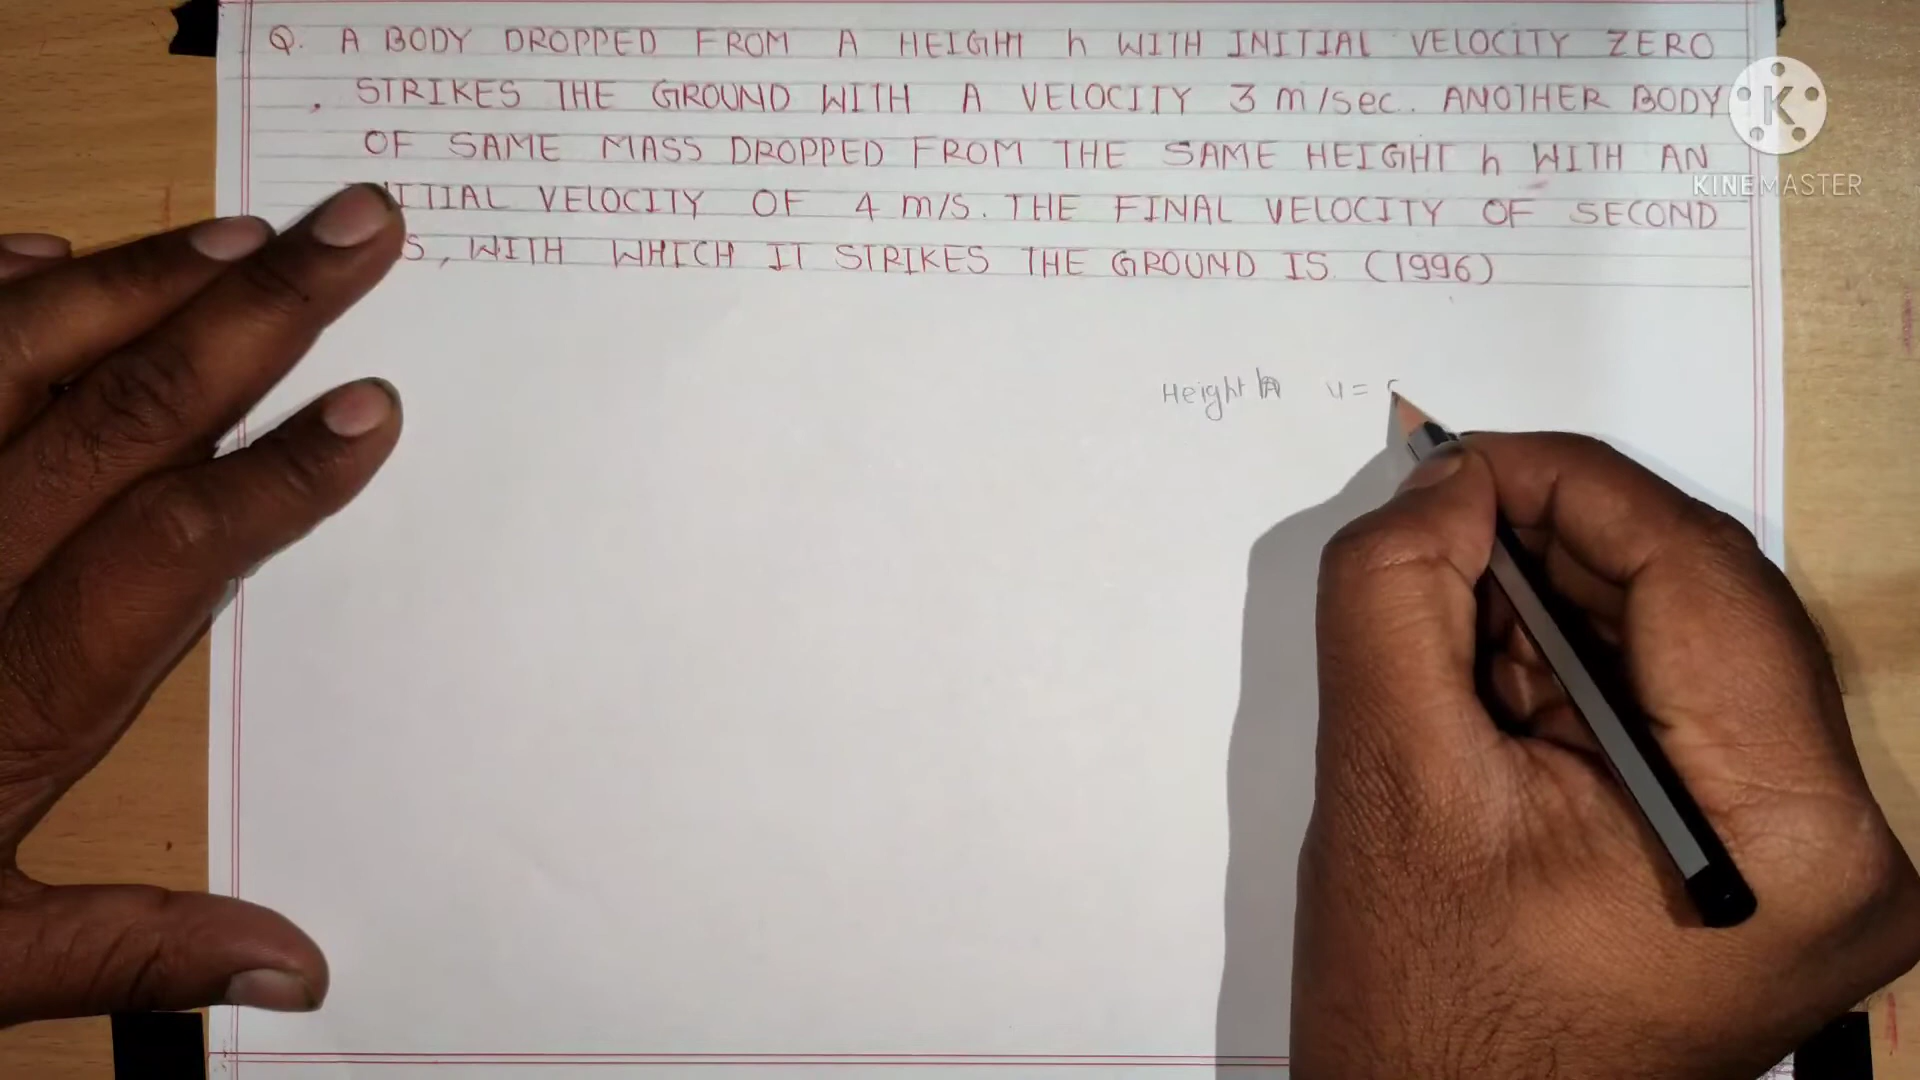 Q. A BODY DROPPED FROM A HEIGHT h WITH INITIAL VELOCITY ZERO
STRIKES THE GROUND WITH A VELOCITY 3 m/sec. ANOTHER BODY
OF SAME MASS DROPPED FROM THE SAME HEIGHT h WITH AN
VELOCITY OF 4 m/s. THE FINAL VELOCITY OF SECOND
, WITH WHICH IT STRIKES THE GROUND IS (1996)
K
KINEMASTER
Height h u =